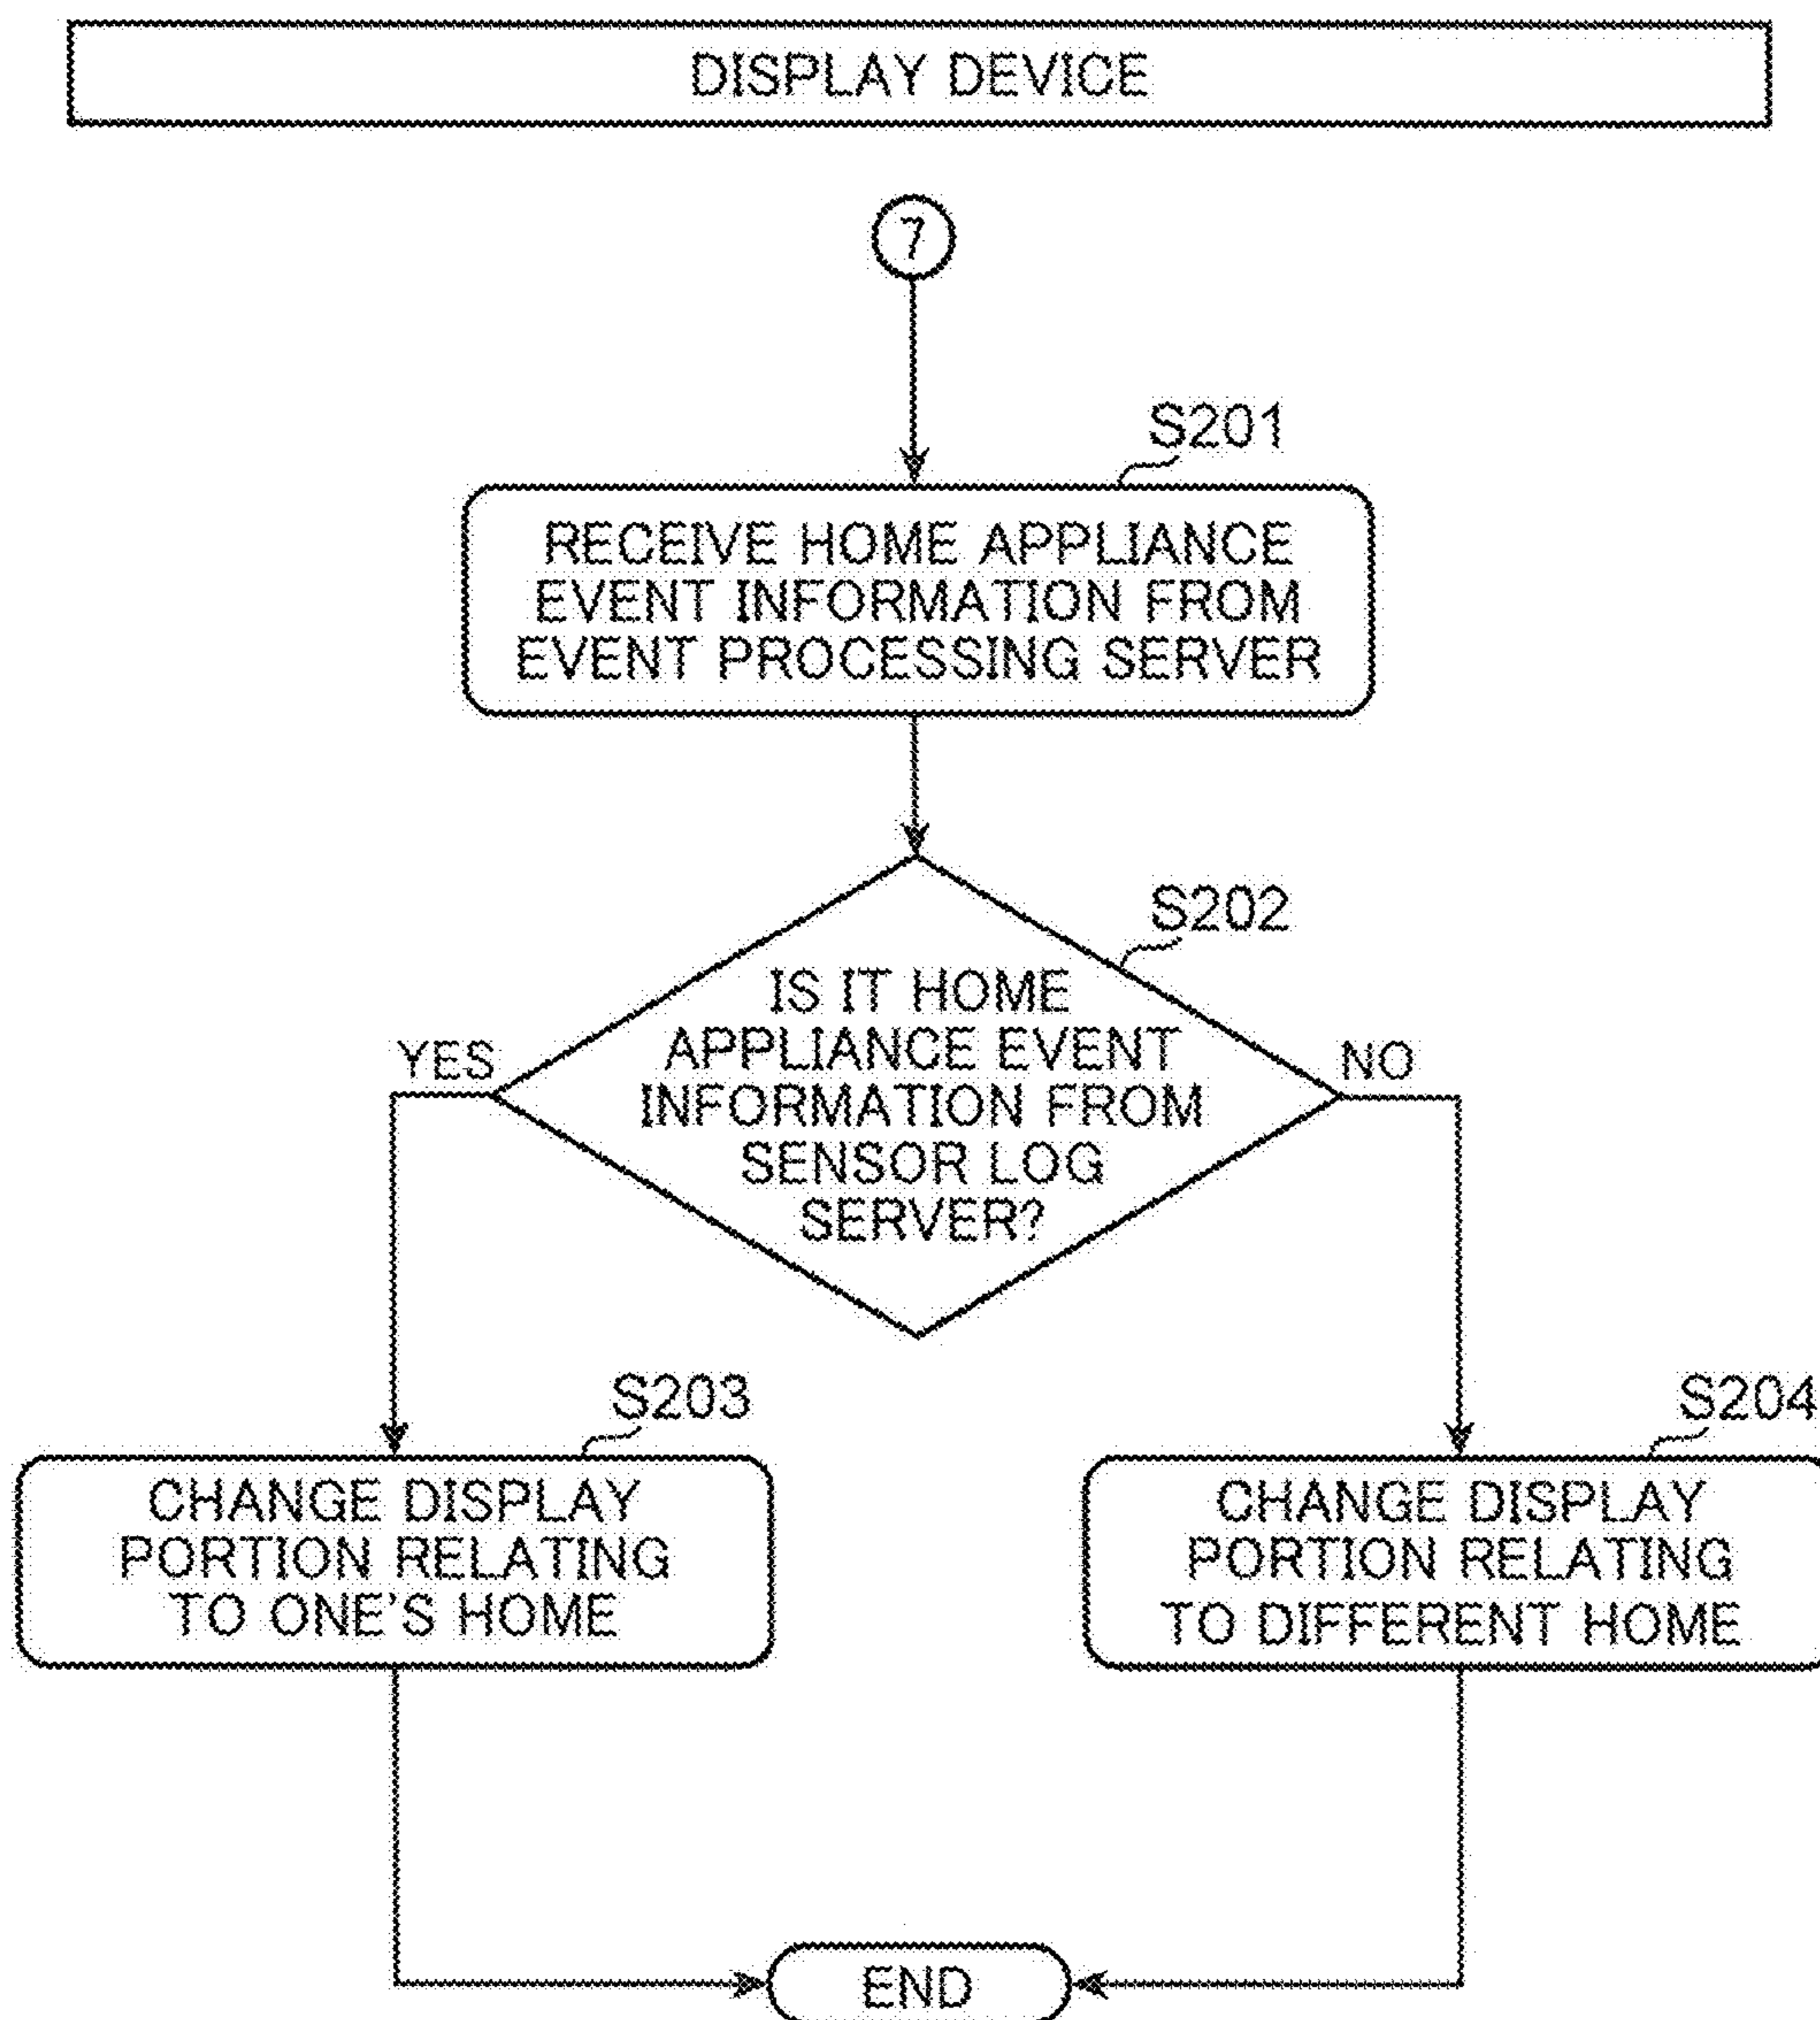 DISPLAY DEVICE
7
S201
RECEIVE HOME APPLIANCE
EVENT INFORMATION FROM
EVENT PROCESSING SERVER
S202
IS IT HOME
APPLIANCE EVENT
INFORMATION FROM
SENSOR LOG
SERVER?
YES
NO
S203
CHANGE DISPLAY
PORTION RELATING
TO ONE'S HOME
S204
CHANGE DISPLAY
PORTION RELATING
TO DIFFERENT HOME
END